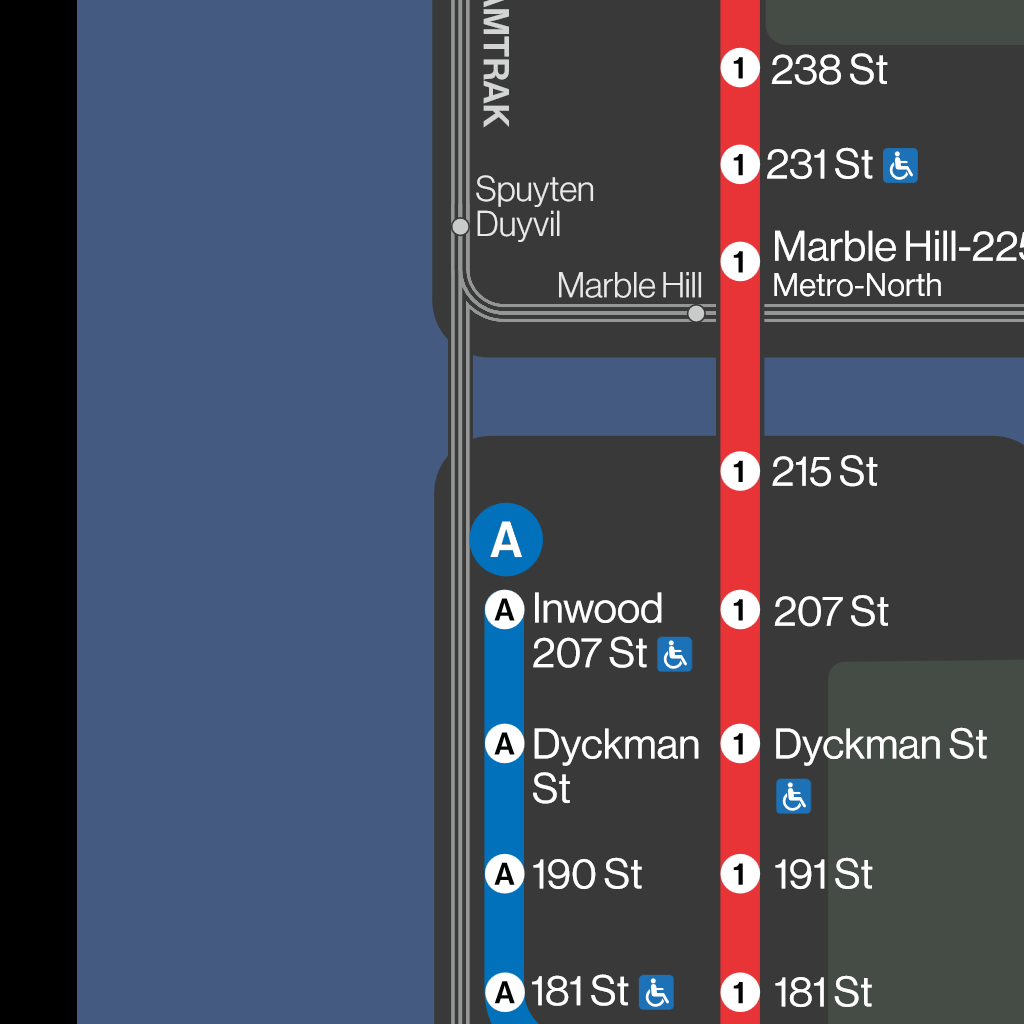 238 St
1
231 St
1
Spuyten
Duyvil
Marble Hill
1
Metro-North
Marble Hill-
1
215 St
A
A
Inwood
207 St
1
207 St
A
Dyckman
St
1
Dyckman St
A
190 St
1
191 St
A
181 St
1
181 St